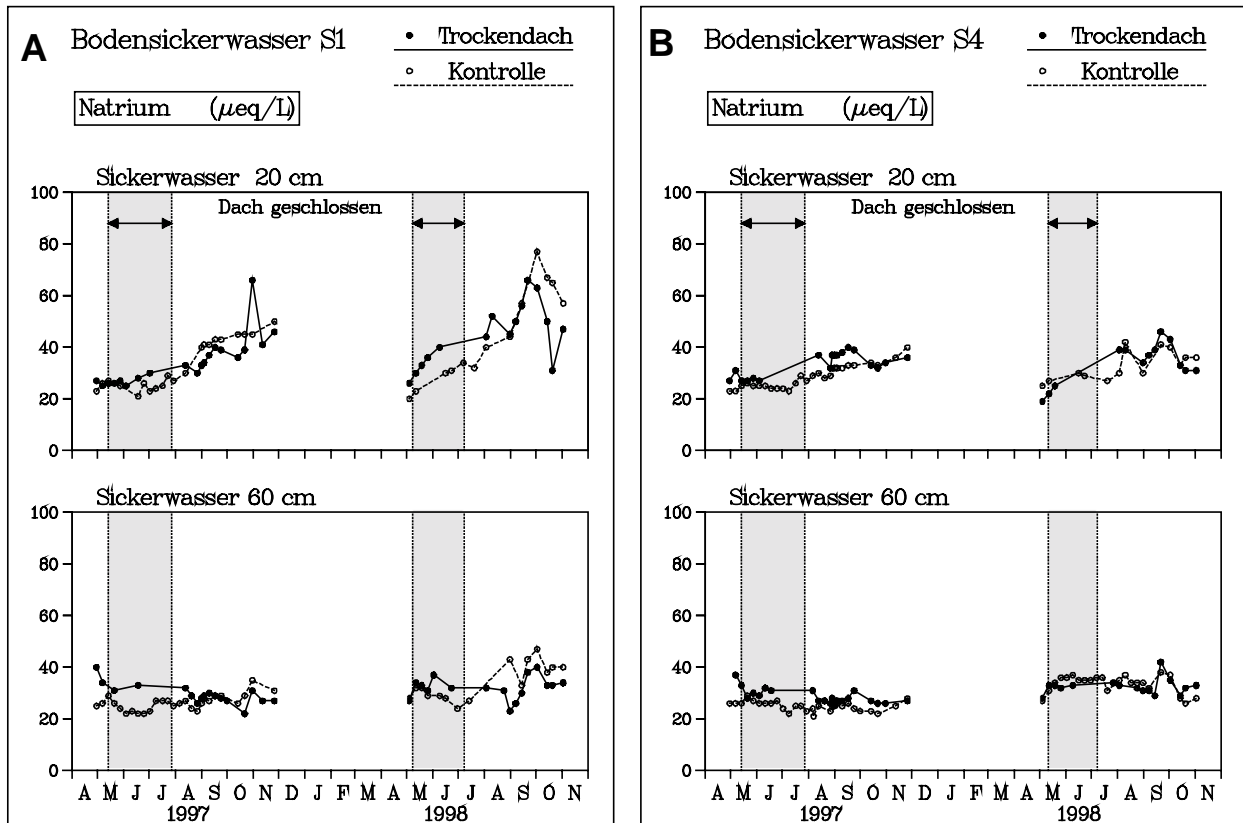 A
Bodensickerwasser S1
Trockendach
Kontrolle
Natrium (μeq/L)
Sickerwasser 20 cm
Dach geschlossen
100
80
60
40
20
0
Sickerwasser 60 cm
100
80
60
40
20
0
A M J J A S O N D J F M A M J J A S O N
1997 1998
B
Bodensickerwasser S4
Trockendach
Kontrolle
Natrium (μeq/L)
Sickerwasser 20 cm
Dach geschlossen
100
80
60
40
20
0
Sickerwasser 60 cm
100
80
60
40
20
0
A M J J A S O N D J F M A M J J A S O N
1997 1998